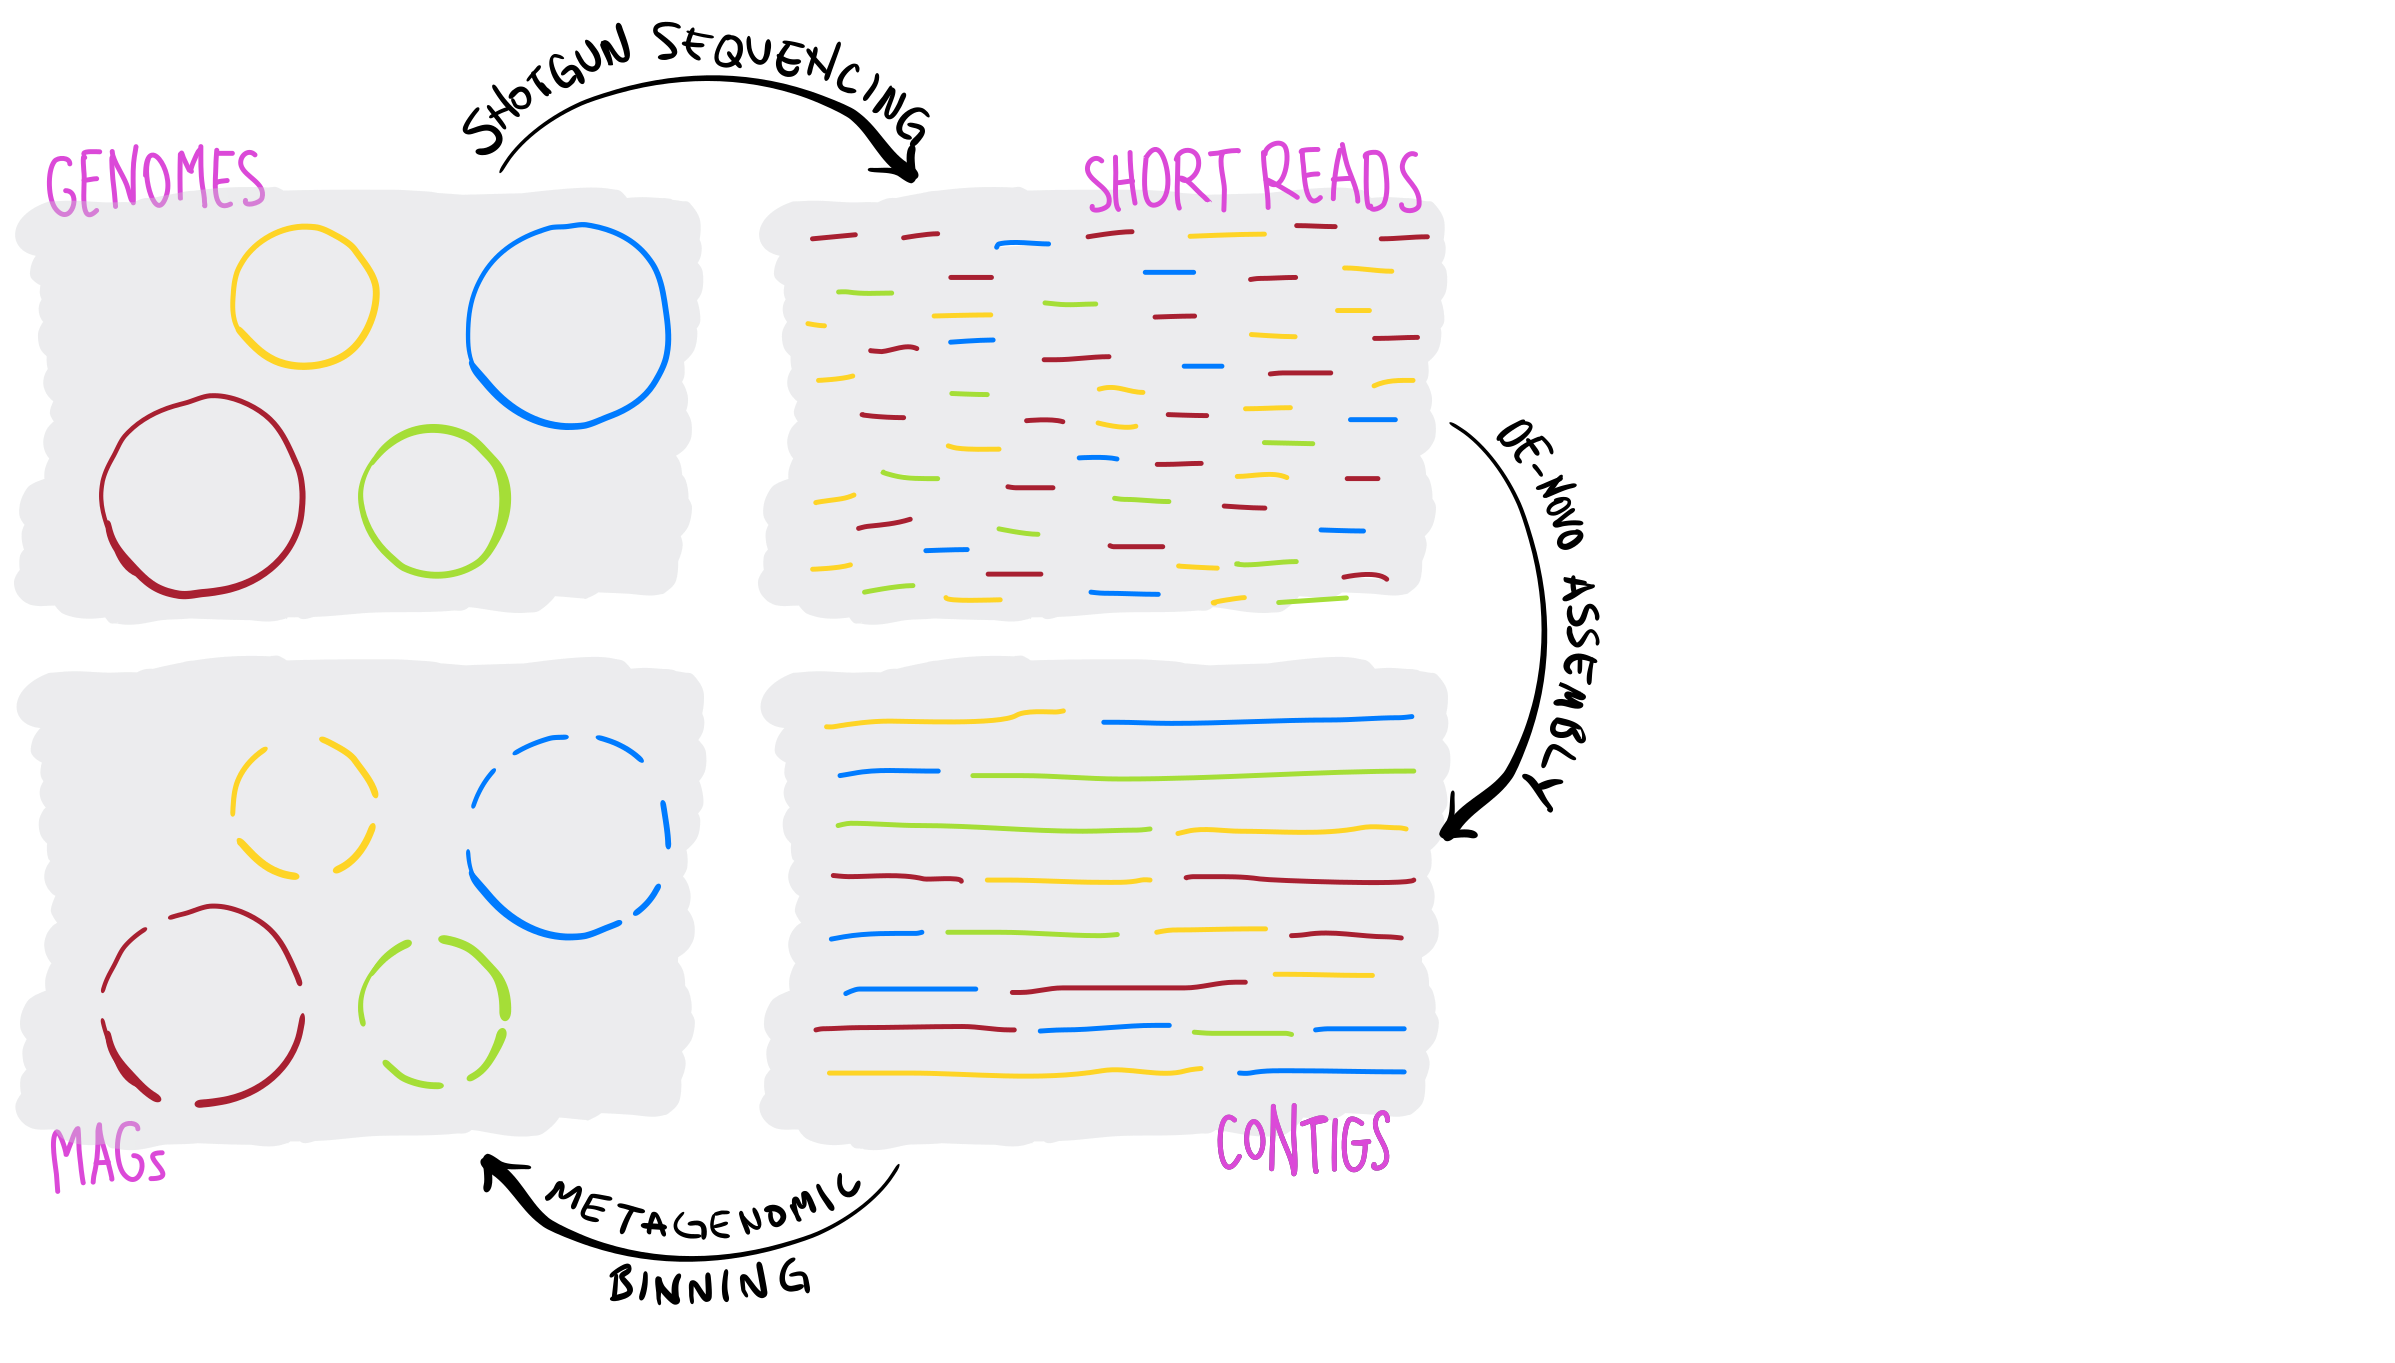 SHOTGUN SEQUENCING
GENOMES
SHORT READS
DE-NOVO ASSEMBLY
CONTIGS
MAGs
METAGENOMIC
BINNING